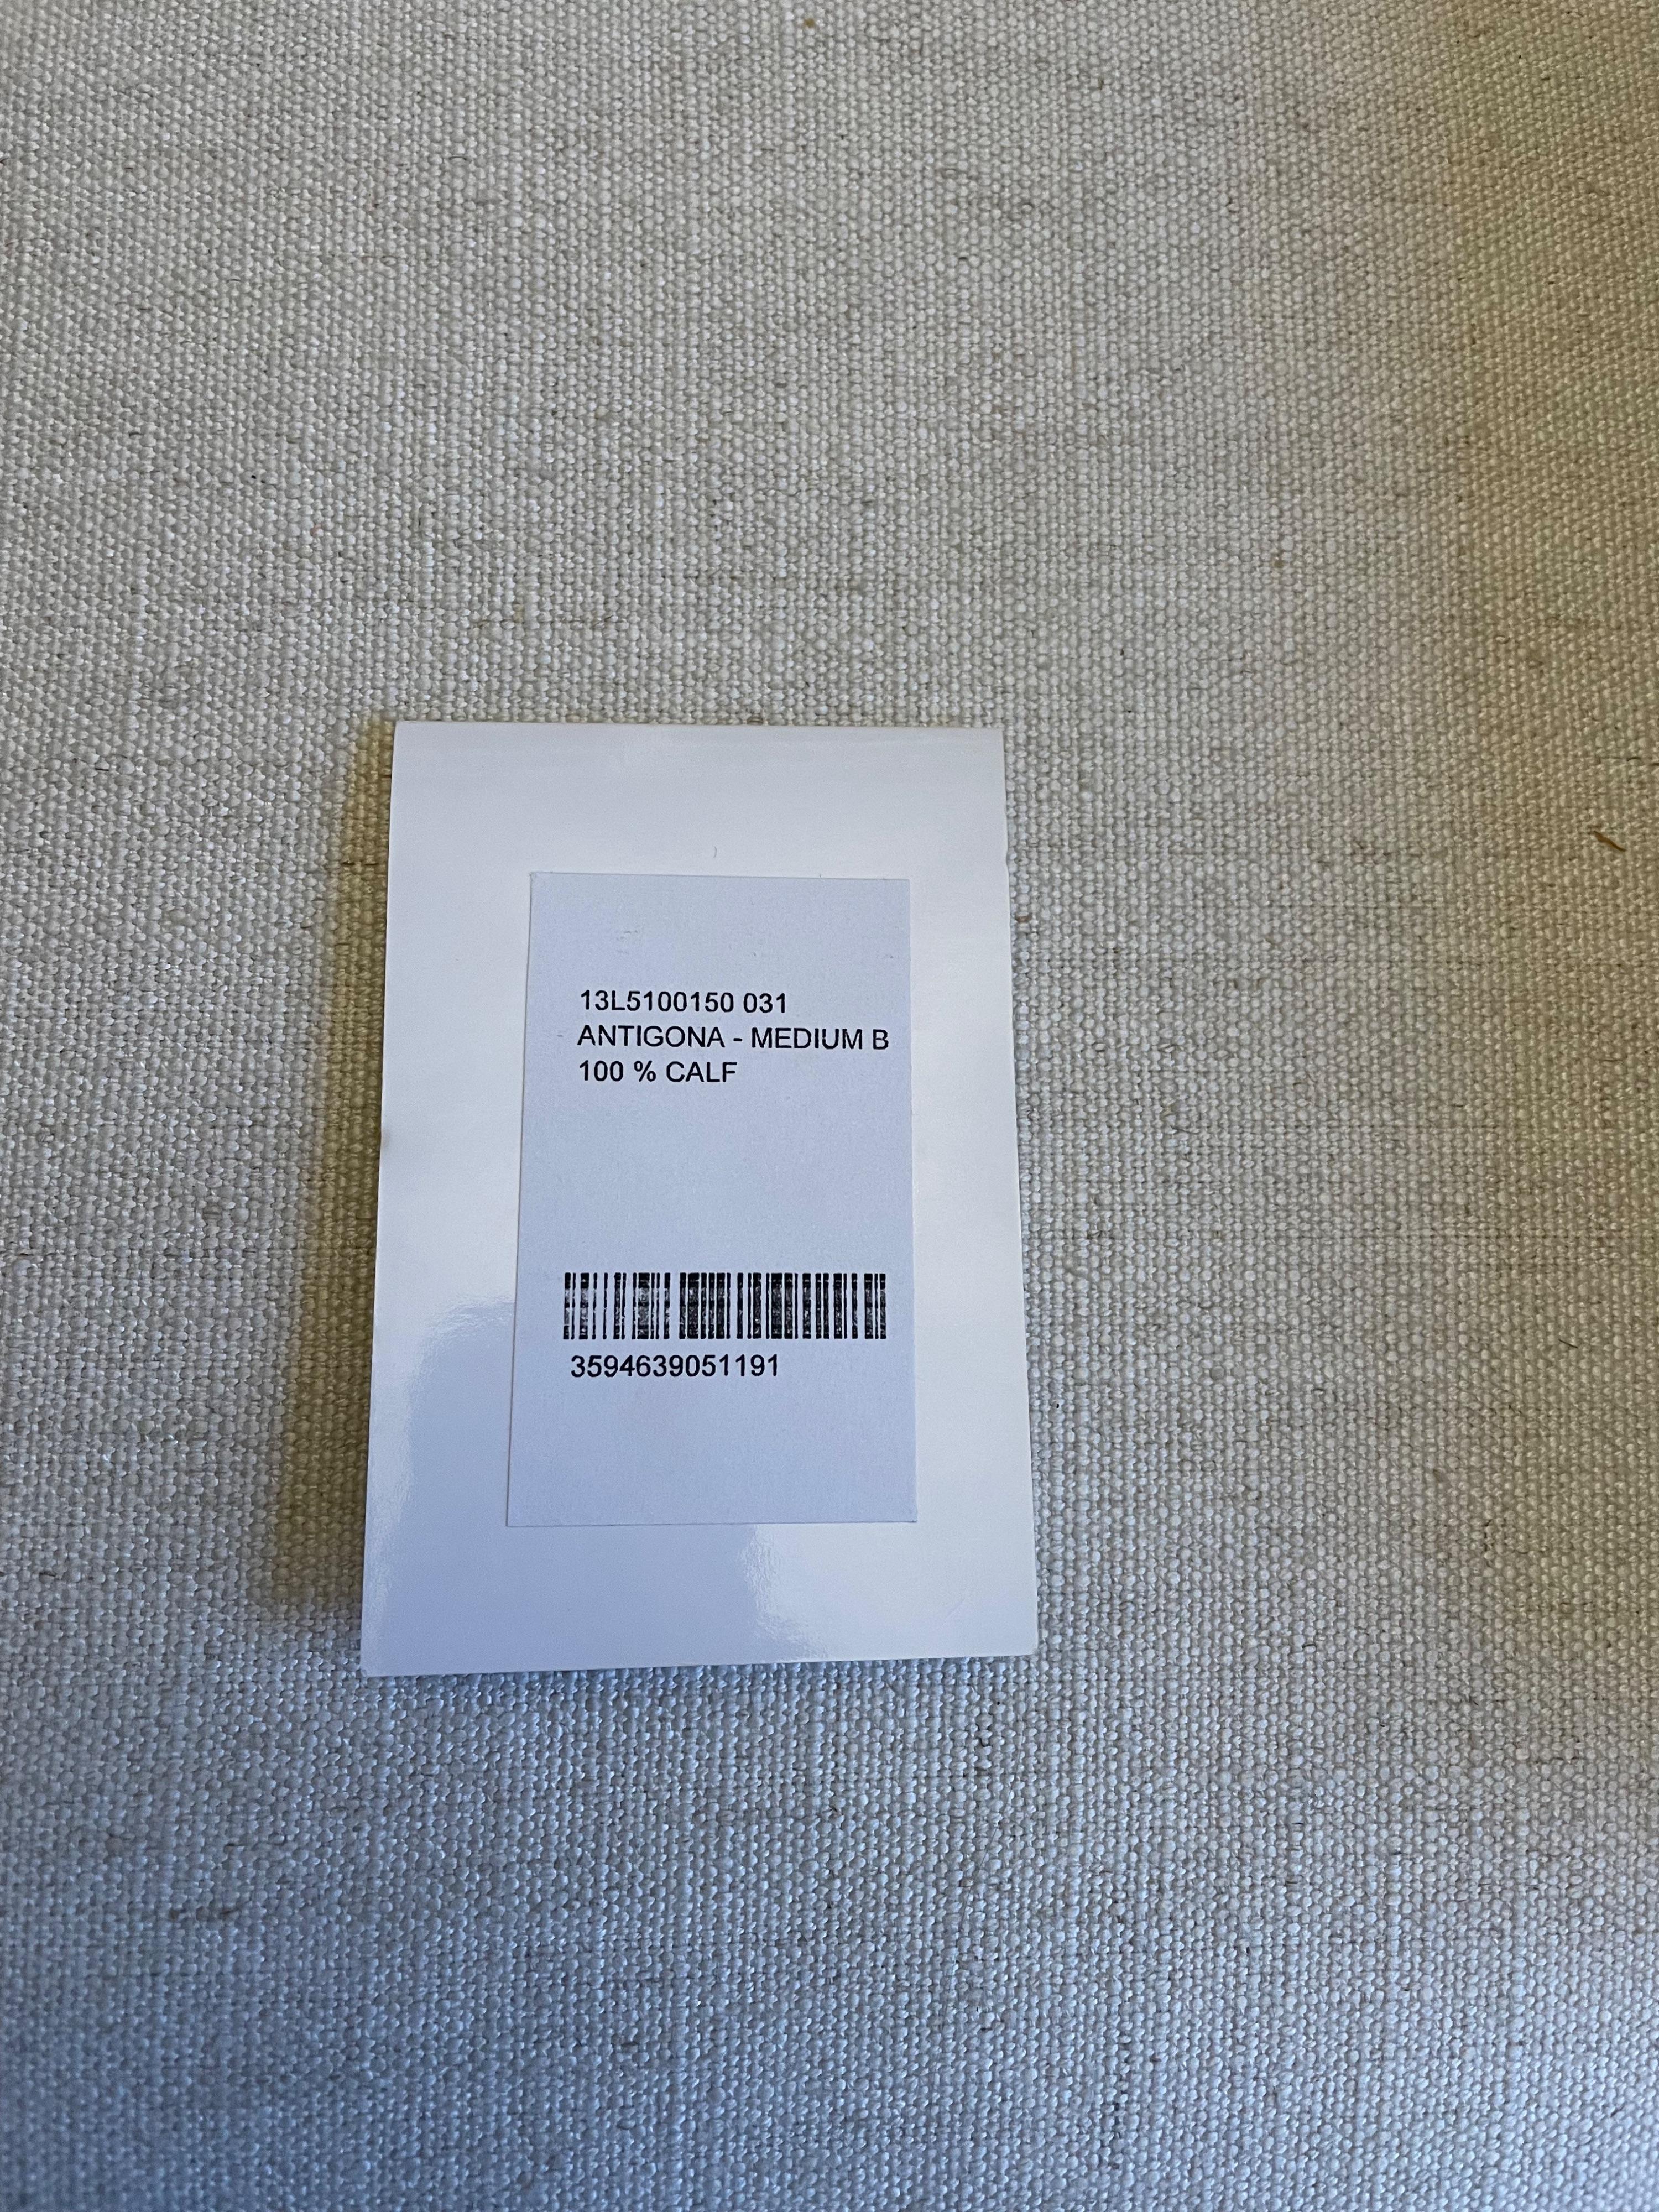 13L5100150 031
ANTIGONA - MEDIUM B
100 % CALF
3594639051191